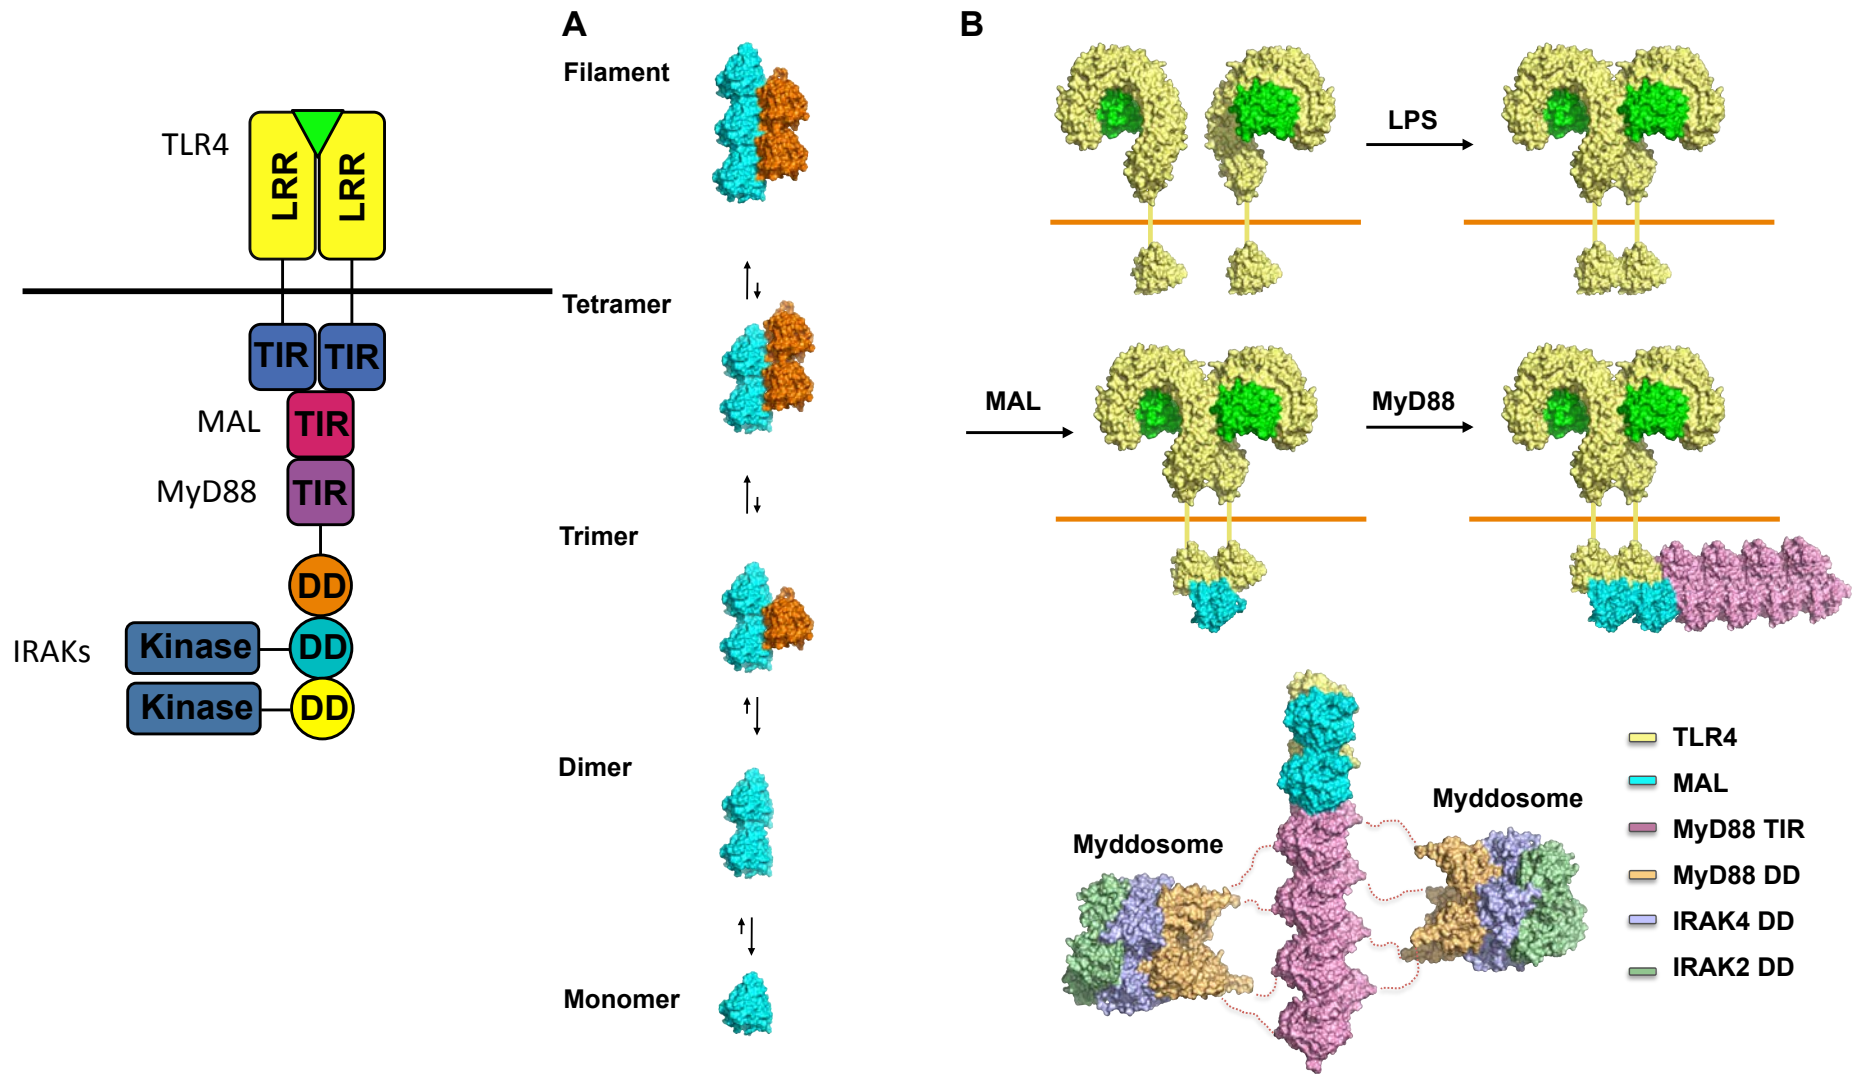 TLR4
LRR
LRR
TIR
TIR
MAL
TIR
MyD88
TIR
DD
IRAKs
Kinase
DD
Kinase
DD
A
Filament
Tetramer
Trimer
Dimer
Monomer
B
LPS
MAL
MyD88
Myddosome
Myddosome
TLR4
MAL
MyD88 TIR
MyD88 DD
IRAK4 DD
IRAK2 DD